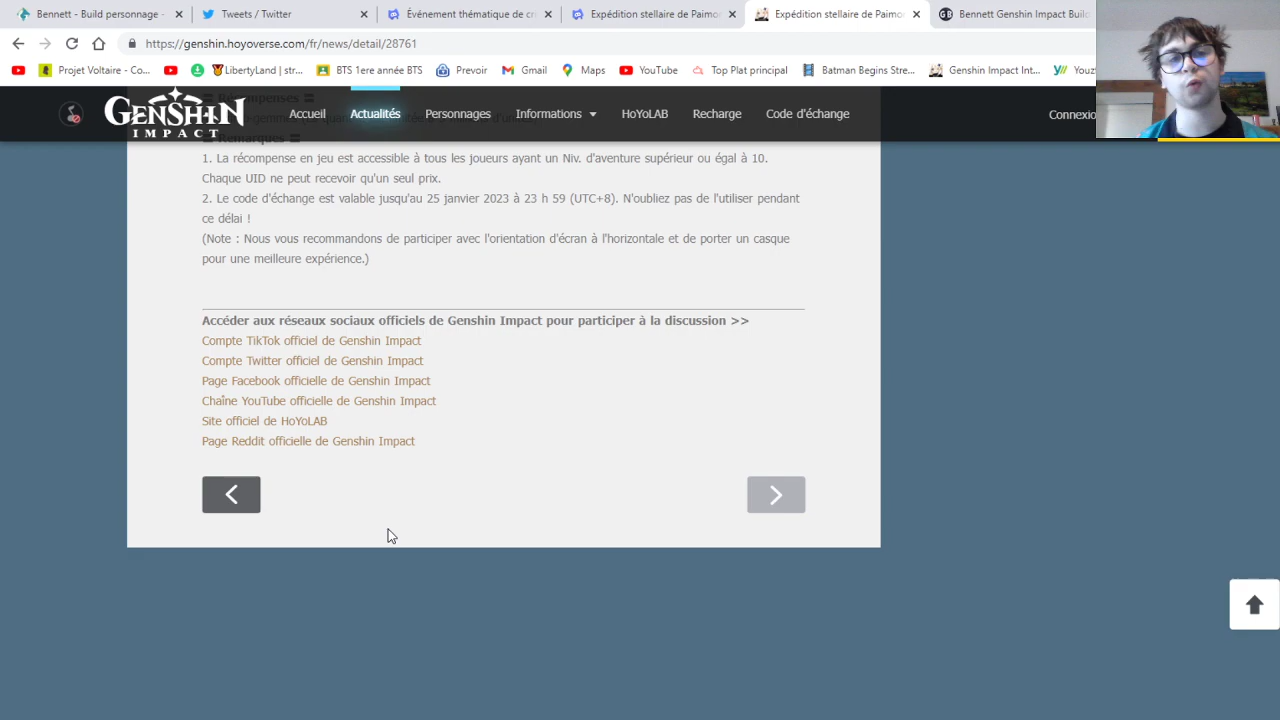 Bennett - Build personnage -
Tweets / Twitter
Événement thématique de cr
Expédition stellaire de Paimo
Expédition stellaire de Paimo
Bennett Genshin Impact Build
https://genshin.hoyoverse.com/fr/news/detail/28761
Projet Voltaire - Co...
LibertyLand | str...
BTS 1ere année BTS
Prevoir
Gmail
Maps
YouTube
Top Plat principal
Batman Begins Stre...
Genshin Impact Int...
GENSHIN
IMPACT
Accueil
Actualités
Personnages
Informations
HoYoLAB
Recharge
Code d'échange
Connexio
Récompenses
Remarques
1. La récompense en jeu est accessible à tous les joueurs ayant un Niv. d'aventure supérieur ou égal à 10.
Chaque UID ne peut recevoir qu'un seul prix.
2. Le code d'échange est valable jusqu'au 25 janvier 2023 à 23 h 59 (UTC+8). N'oubliez pas de l'utiliser pendant
ce délai !
(Note : Nous vous recommandons de participer avec l'orientation d'écran à l'horizontale et de porter un casque
pour une meilleure expérience.)
Accéder aux réseaux sociaux officiels de Genshin Impact pour participer à la discussion >>
Compte TikTok officiel de Genshin Impact
Compte Twitter officiel de Genshin Impact
Page Facebook officielle de Genshin Impact
Chaîne YouTube officielle de Genshin Impact
Site officiel de HoYoLAB
Page Reddit officielle de Genshin Impact